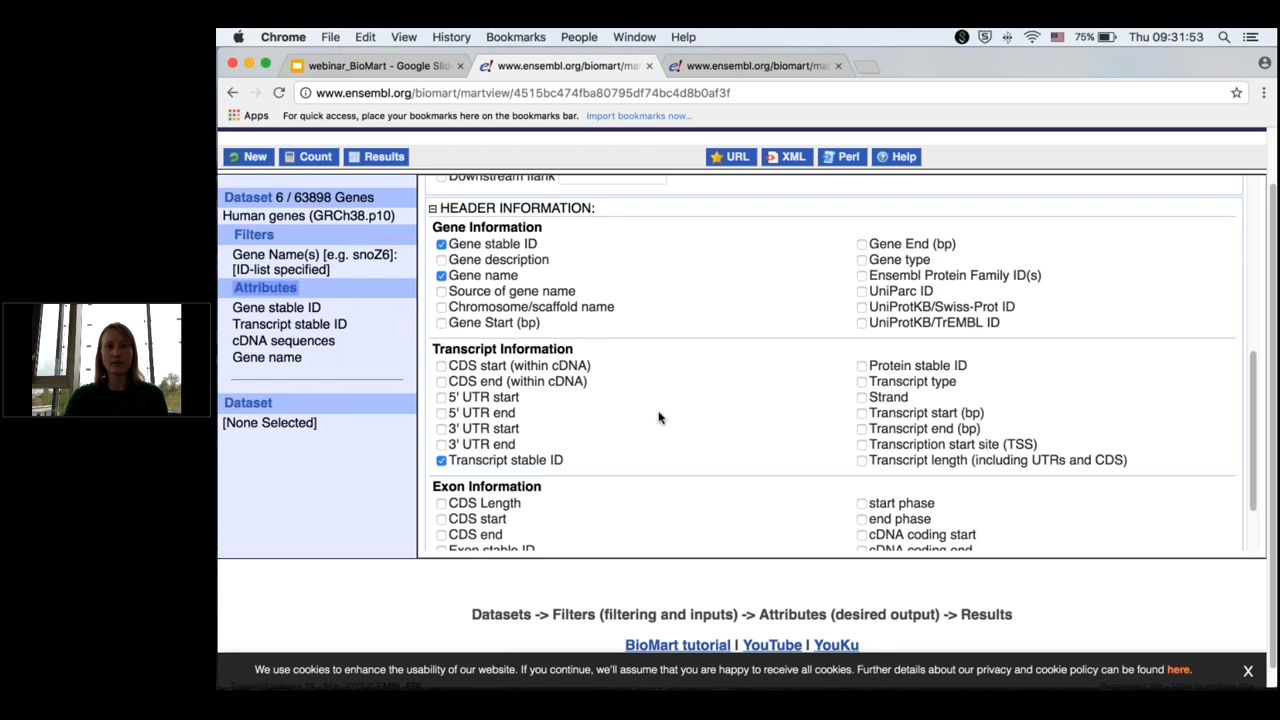 Chrome File Edit View History Bookmarks People Window Help 75% Thu 09:31:53
webinar_BioMart - Google Slid
www.ensembl.org/biomart/ma
www.ensembl.org/biomart/ma
www.ensembl.org/biomart/martview/4515bc474fba80795df74bc4d8b0af3f
Apps For quick access, place your bookmarks here on the bookmarks bar. Import bookmarks now...
New Count Results URL XML Perl Help
Dataset 6 / 63898 Genes
Human genes (GRCh38.p10)
Filters
Gene Name(s) [e.g. snoZ6]:
[ID-list specified]
Attributes
Gene stable ID
Transcript stable ID
cDNA sequences
Gene name
Dataset
[None Selected]
Downstream flank
HEADER INFORMATION:
Gene Information
Gene stable ID
Gene description
Gene name
Source of gene name
Chromosome/scaffold name
Gene Start (bp)
Gene End (bp)
Gene type
Ensembl Protein Family ID(s)
UniParc ID
UniProtKB/Swiss-Prot ID
UniProtKB/TrEMBL ID
Transcript Information
CDS start (within cDNA)
CDS end (within cDNA)
5' UTR start
5' UTR end
3' UTR start
3' UTR end
Transcript stable ID
Protein stable ID
Transcript type
Strand
Transcript start (bp)
Transcript end (bp)
Transcription start site (TSS)
Transcript length (including UTRs and CDS)
Exon Information
CDS Length
CDS start
CDS end
Exon stable ID
start phase
end phase
cDNA coding start
cDNA coding end
Datasets -> Filters (filtering and inputs) -> Attributes (desired output) -> Results
BioMart tutorial | YouTube | YouKu
We use cookies to enhance the usability of our website. If you continue, we'll assume that you are happy to receive all cookies. Further details about our privacy and cookie policy can be found here. X